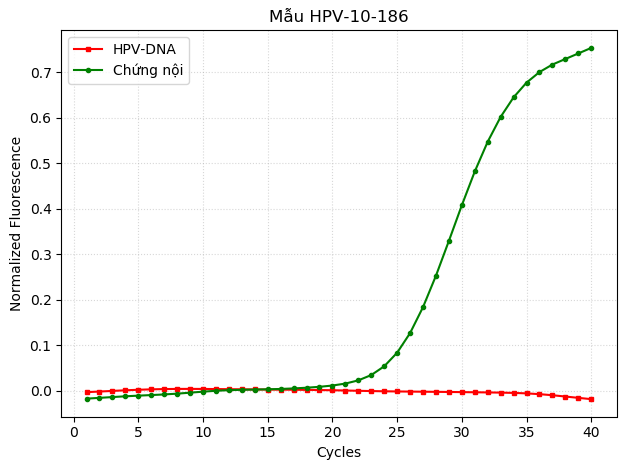 Mẫu HPV-10-186
HPV-DNA
Chứng nội
Normalized Fluorescence
0.7
0.6
0.5
0.4
0.3
0.2
0.1
0.0
0 5 10 15 20 25 30 35 40
Cycles